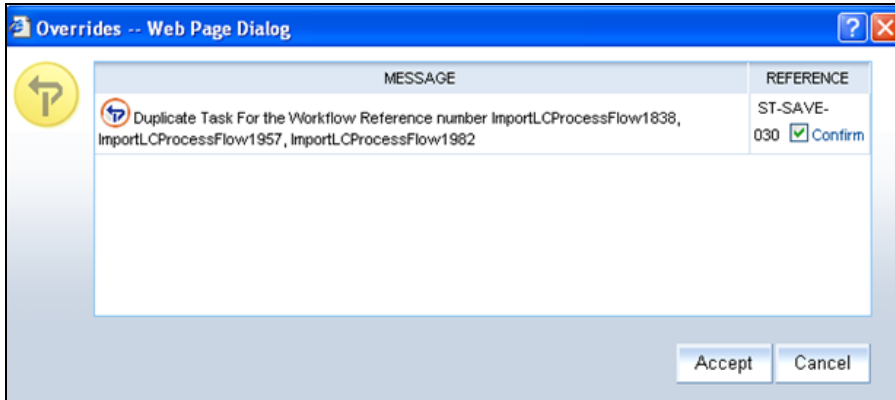 Overrides -- Web Page Dialog
MESSAGE
REFERENCE
Duplicate Task For the Workflow Reference number ImportLCProcessFlow1838,
ImportLCProcessFlow1957, ImportLCProcessFlow1982
ST-SAVE-
030 Confirm
Accept
Cancel